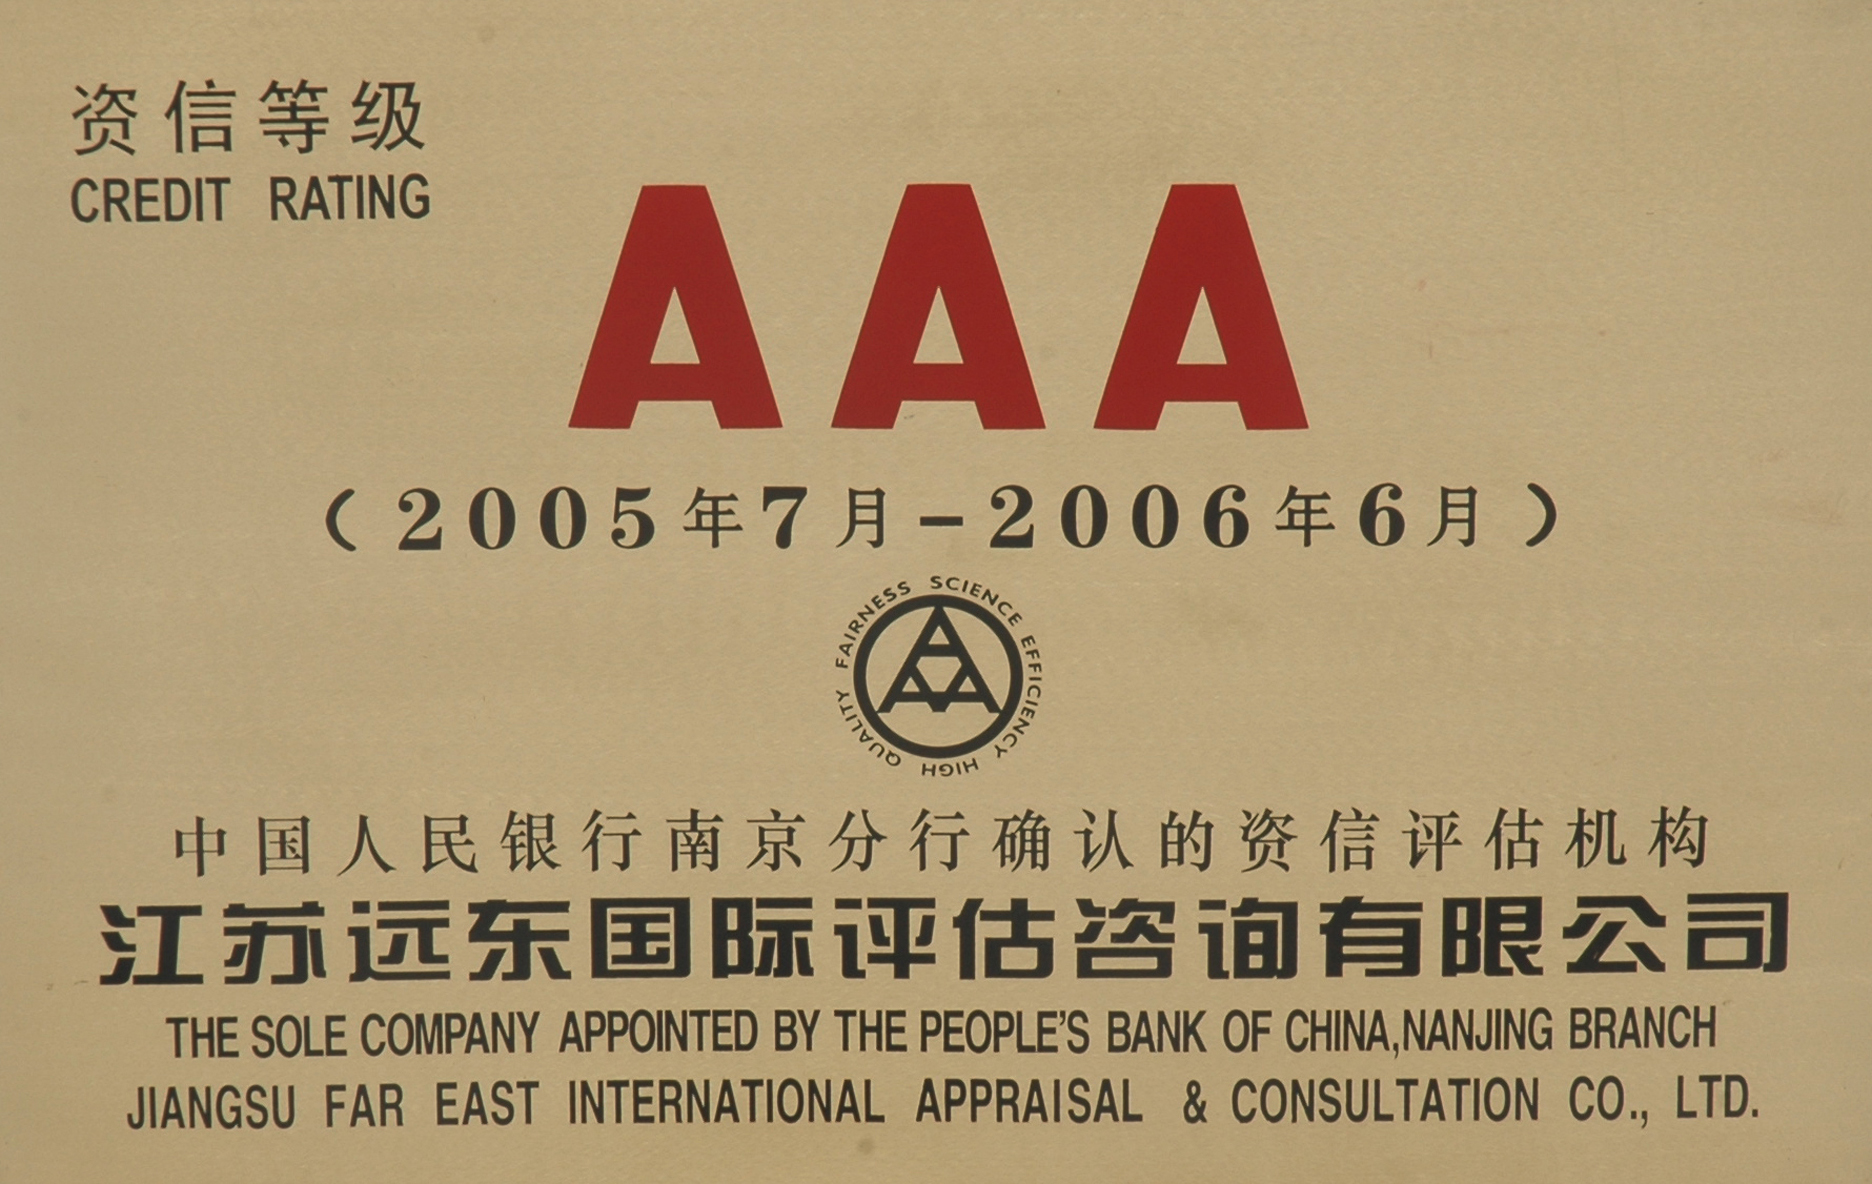 资信等级
CREDIT RATING
AAA
（2005年7月-2006年6月）
FAIRNESS SCIENCE EFFICIENCY HIGH QUALITY
中国人民银行南京分行确认的资信评估机构
江苏远东国际评估咨询有限公司
THE SOLE COMPANY APPOINTED BY THE PEOPLE'S BANK OF CHINA,NANJING BRANCH
JIANGSU FAR EAST INTERNATIONAL APPRAISAL & CONSULTATION CO., LTD.